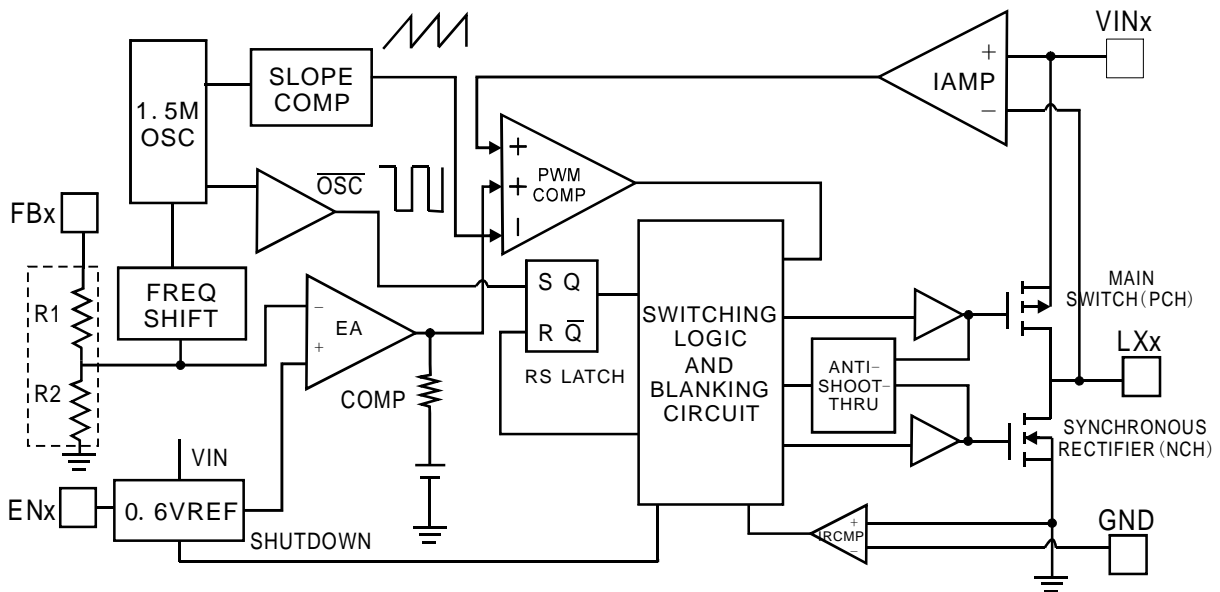 VINx
SLOPE
COMP
IAMP
+
−
1.5M
OSC
+
+
−
PWM
COMP
OSC
FBx
FREQ
SHIFT
S Q
R Q
RS LATCH
R1
R2
EA
−
+
COMP
SWITCHING
LOGIC
AND
BLANKING
CIRCUIT
ANTI-
SHOOT-
THRU
MAIN
SWITCH(PCH)
LXx
SYNCHRONOUS
RECTIFIER(NCH)
VIN
ENx
0.6VREF
SHUTDOWN
IRCMP
+
−
GND